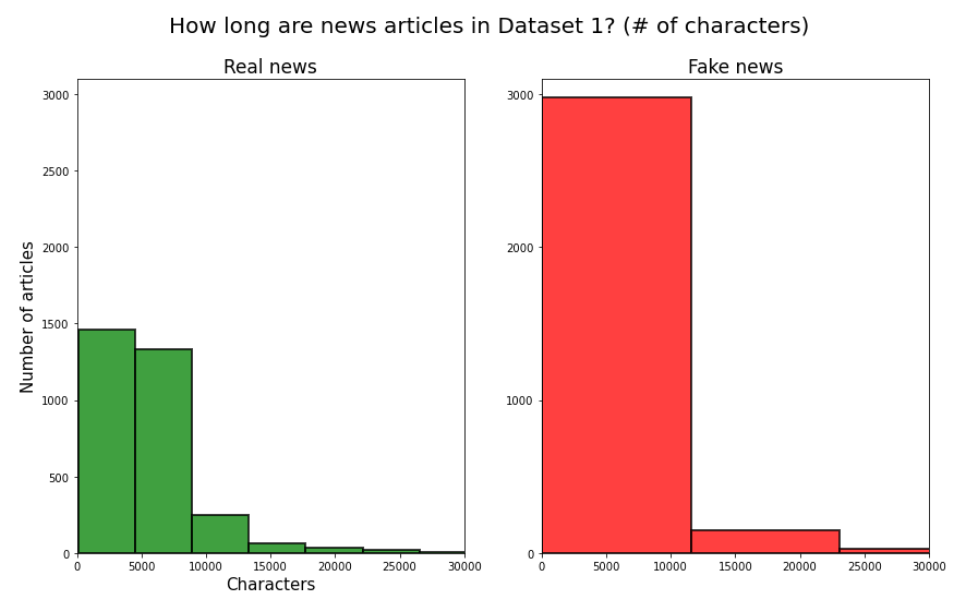 How long are news articles in Dataset 1? (# of characters)
Real news
Fake news
3000
2500
2000
1500
1000
500
0
Number of articles
0 5000 10000 15000 20000 25000 30000
Characters
3000
2000
1000
0
0 5000 10000 15000 20000 25000 30000